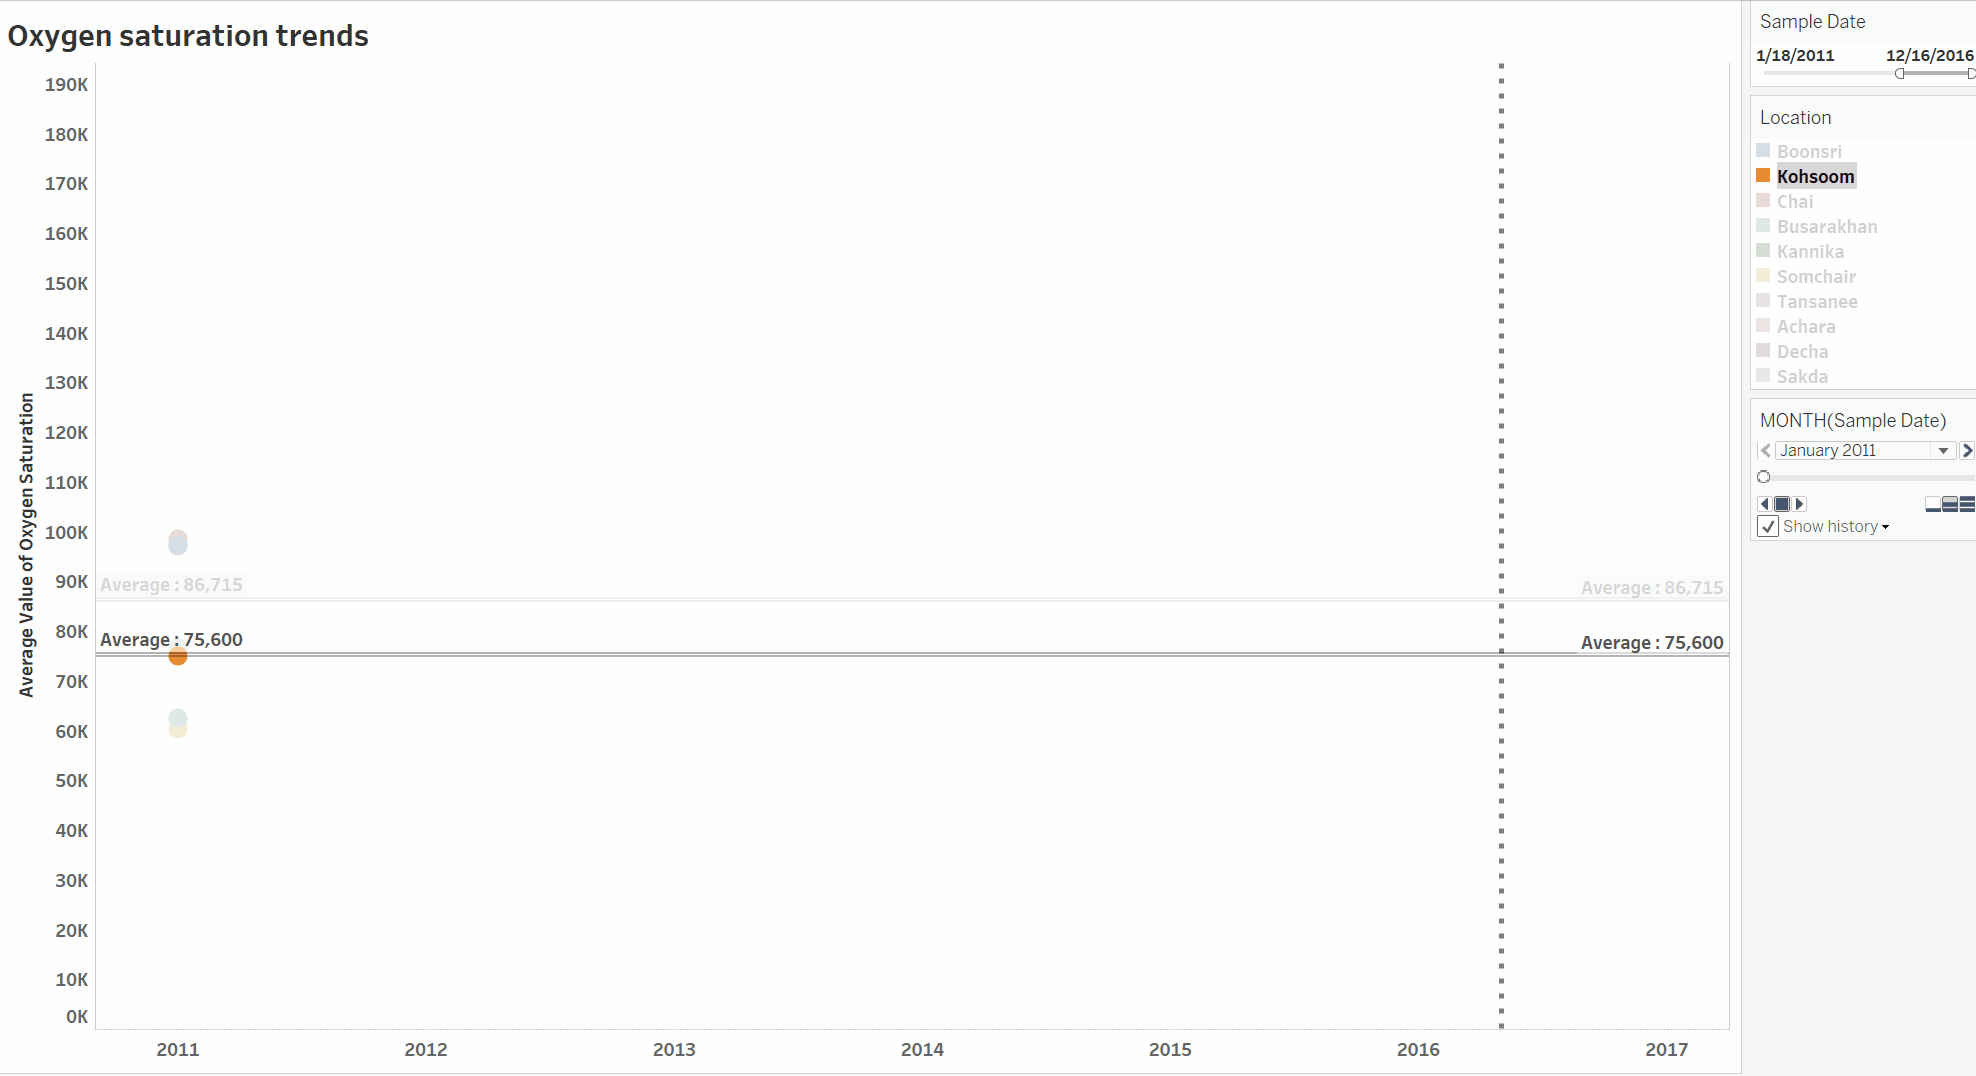 Oxygen saturation trends
Average Value of Oxygen Saturation
190K
180K
170K
160K
150K
140K
130K
120K
110K
100K
90K
80K
70K
60K
50K
40K
30K
20K
10K
0K
Average : 86,715
Average : 86,715
Average : 75,600
Average : 75,600
2011 2012 2013 2014 2015 2016 2017
Sample Date
1/18/2011 12/16/2016
Location
Boonsri
Kohsoom
Chai
Busarakhan
Kannika
Somchair
Tansanee
Achara
Decha
Sakda
MONTH(Sample Date)
January 2011
Show history